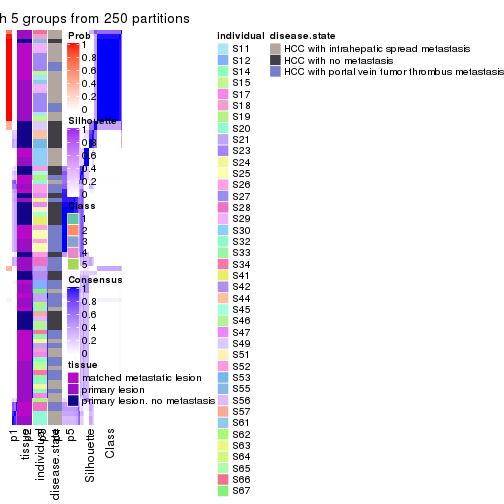 h 5 groups from 250 partitions
Prob
1
0.8
0.6
0.4
0.2
0
Silhouette
1
0.8
0.6
0.4
0.2
0
Class
1
2
3
4
5
Consensus
1
0.8
0.6
0.4
0.2
0
tissue
matched metastatic lesion
primary lesion
primary lesion. no metastasis
p1
tissue
individual
disease.state
p5
Silhouette
Class
individual
S11
S12
S14
S15
S17
S18
S19
S20
S21
S23
S24
S25
S26
S27
S28
S29
S30
S32
S33
S34
S41
S42
S44
S45
S46
S47
S49
S51
S52
S53
S55
S56
S57
S61
S62
S63
S64
S65
S66
S67
disease.state
HCC with intrahepatic spread metastasis
HCC with no metastasis
HCC with portal vein tumor thrombus metastasis